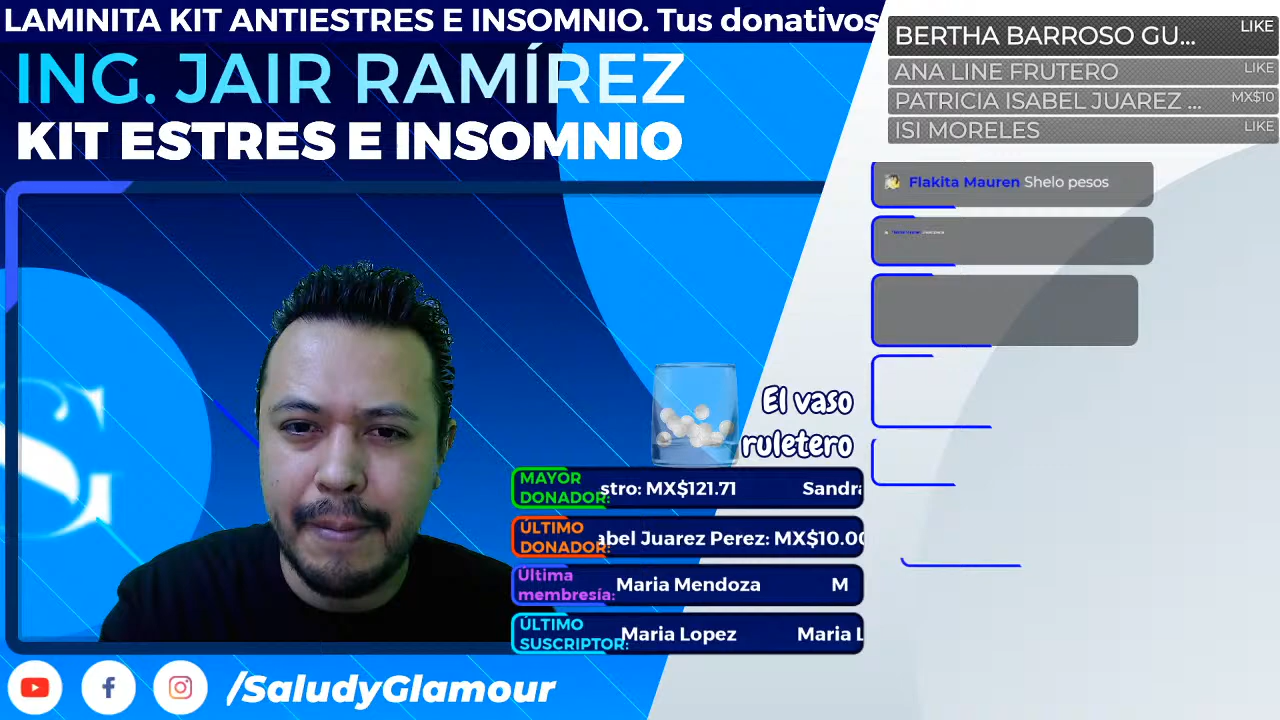 LAMINITA KIT ANTIESTRES E INSOMNIO. Tus donativos
ING. JAIR RAMÍREZ
KIT ESTRES E INSOMNIO
BERTHA BARROSO GU... LIKE
ANA LINE FRUTERO LIKE
PATRICIA ISABEL JUAREZ ... MX$10
ISI MORELES LIKE
Flakita Mauren Shelo pesos
S
El vaso
ruletero
MAYOR
DONADOR: stro: MX$121.71 Sandra
ÚLTIMO
DONADOR: abel Juarez Perez: MX$10.00
Última
membresía: Maria Mendoza M
ÚLTIMO
SUSCRIPTOR: Maria Lopez Maria L
/SaludyGlamour